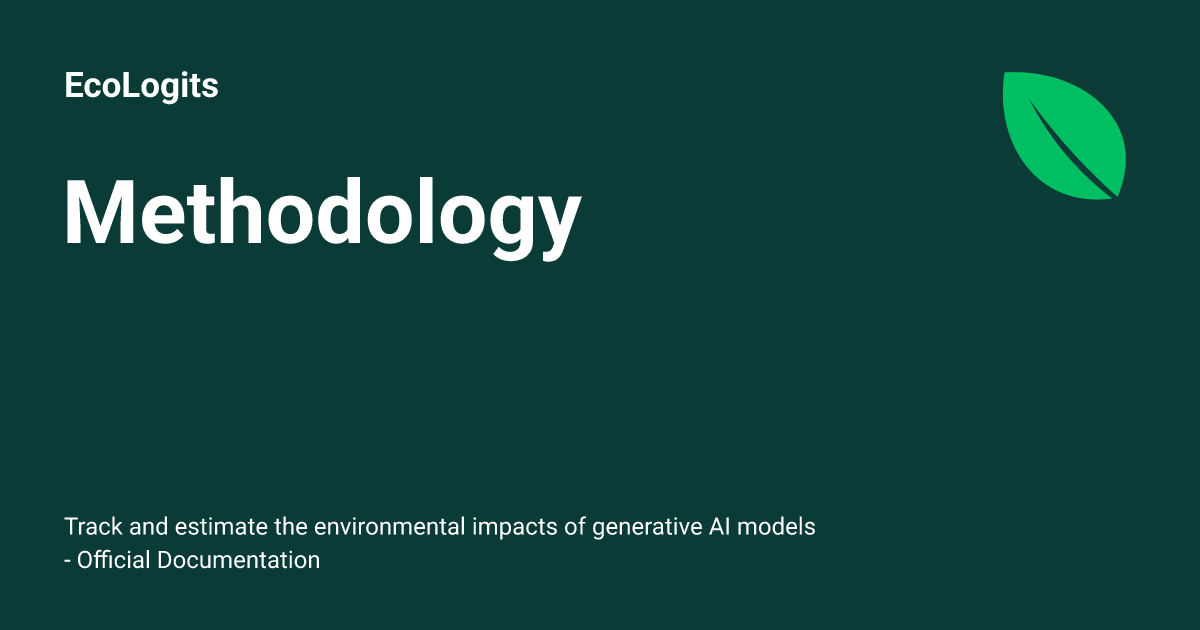 EcoLogits
Methodology
Track and estimate the environmental impacts of generative AI models
- Official Documentation